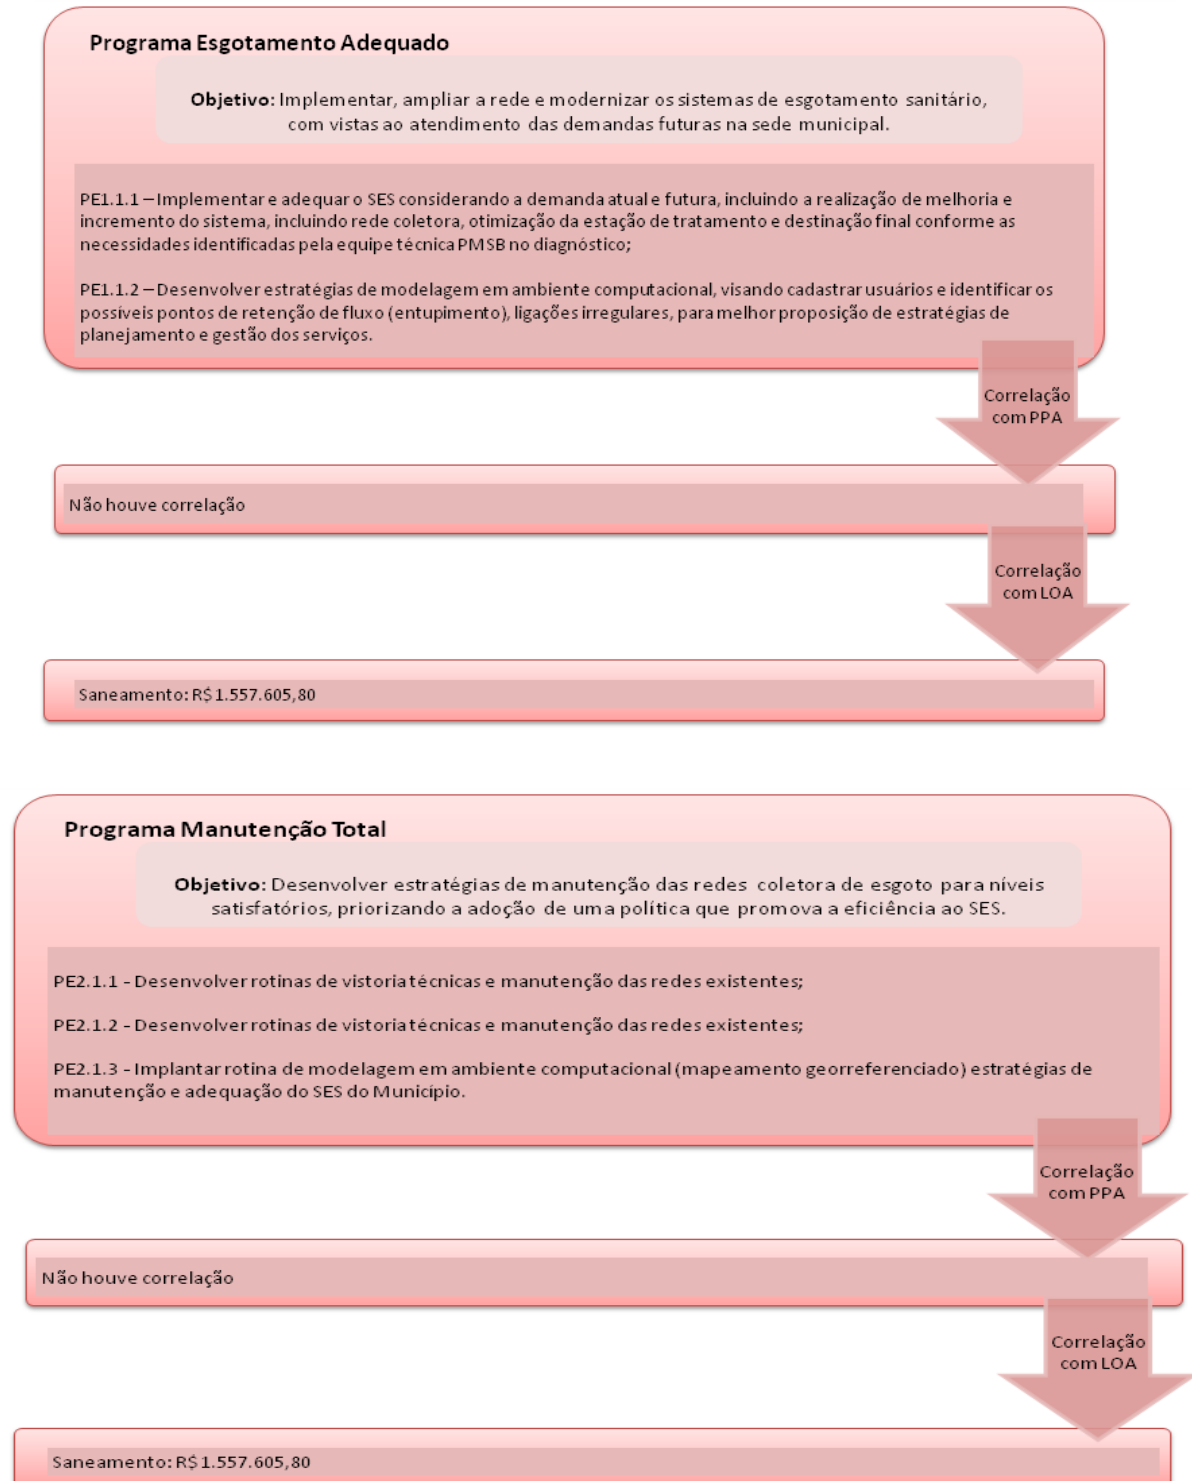 Programa Esgotamento Adequado
Objetivo: Implementar, ampliar a rede e modernizar os sistemas de esgotamento sanitário,
com vistas ao atendimento das demandas futuras na sede municipal.
PE1.1.1 – Implementar e adequar o SES considerando a demanda atual e futura, incluindo a realização de melhoria e
incremento do sistema, incluindo rede coletora, otimização da estação de tratamento e destinação final conforme as
necessidades identificadas pela equipe técnica PMSB no diagnóstico;
PE1.1.2 – Desenvolver estratégias de modelagem em ambiente computacional, visando cadastrar usuários e identificar os
possíveis pontos de retenção de fluxo (entupimento), ligações irregulares, para melhor proposição de estratégias de
planejamento e gestão dos serviços.
Correlação
com PPA
Não houve correlação
Correlação
com LOA
Saneamento: R$ 1.557.605,80
Programa Manutenção Total
Objetivo: Desenvolver estratégias de manutenção das redes coletora de esgoto para níveis
satisfatórios, priorizando a adoção de uma política que promova a eficiência ao SES.
PE2.1.1 - Desenvolver rotinas de vistoria técnicas e manutenção das redes existentes;
PE2.1.2 - Desenvolver rotinas de vistoria técnicas e manutenção das redes existentes;
PE2.1.3 - Implantar rotina de modelagem em ambiente computacional (mapeamento georreferenciado) estratégias de
manutenção e adequação do SES do Município.
Correlação
com PPA
Não houve correlação
Correlação
com LOA
Saneamento: R$ 1.557.605,80